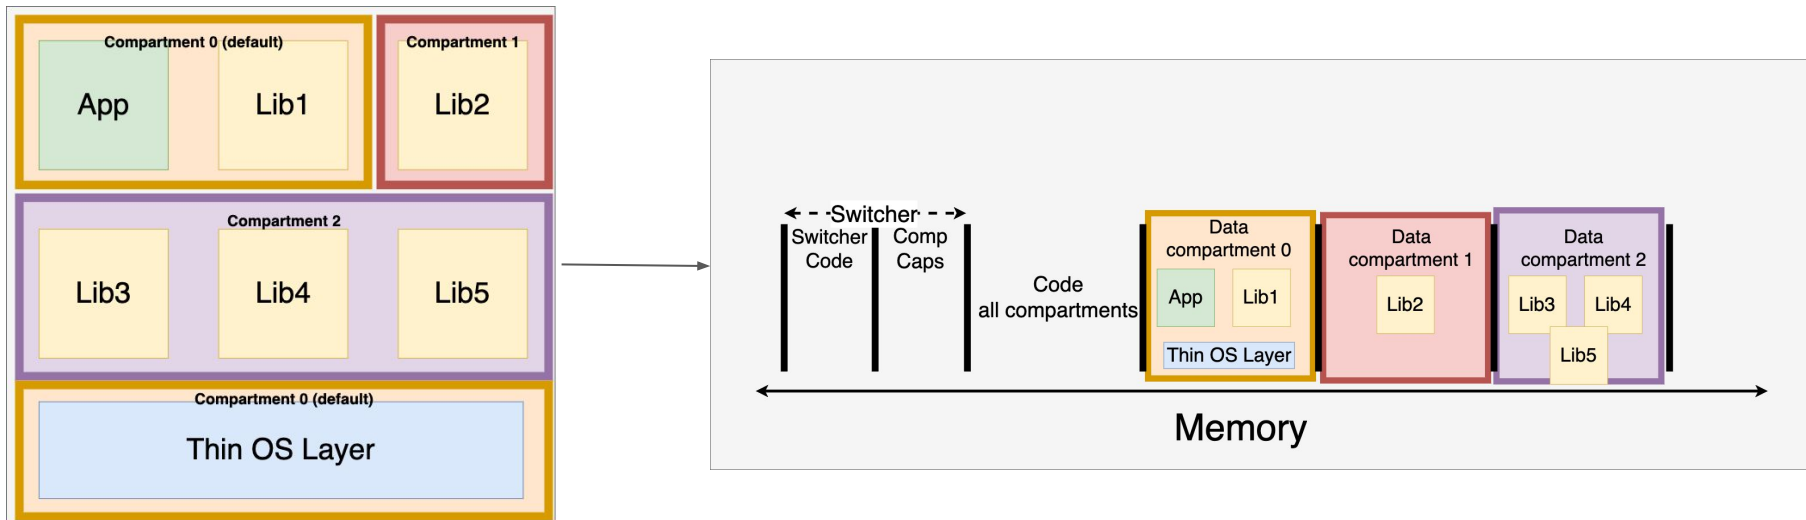 Compartment 0 (default)
App
Lib1
Compartment 1
Lib2
Compartment 2
Lib3
Lib4
Lib5
Compartment 0 (default)
Thin OS Layer
Switcher
Switcher
Code
Comp
Caps
Code
all compartments
Data
compartment 0
App
Lib1
Thin OS Layer
Data
compartment 1
Lib2
Data
compartment 2
Lib3
Lib4
Lib5
Memory